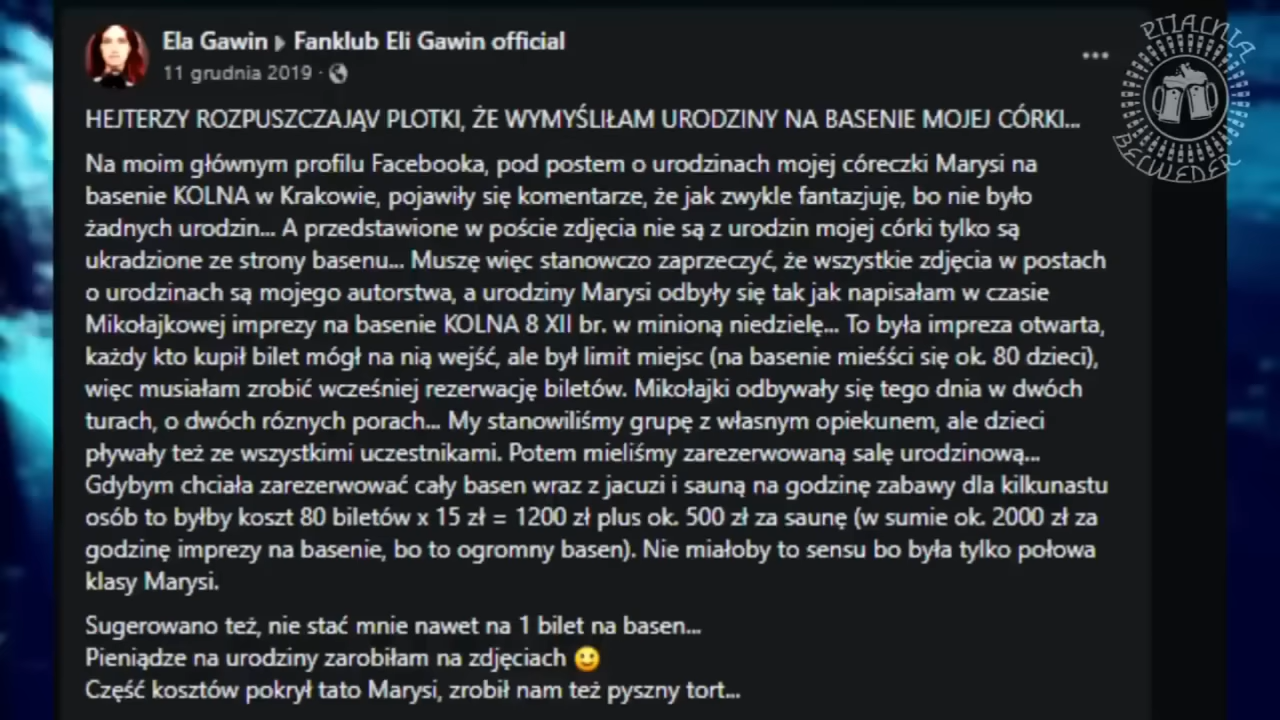 Ela Gawin ▸ Fanklub Eli Gawin official
11 grudnia 2019 ·
HEJTERZY ROZPUSZCZAJĄV PLOTKI, ŻE WYMYŚLIŁAM URODZINY NA BASENIE MOJEJ CÓRKI...
Na moim głównym profilu Facebooka, pod postem o urodzinach mojej córeczki Marysi na
basenie KOLNA w Krakowie, pojawiły się komentarze, że jak zwykle fantazjuję, bo nie było
żadnych urodzin... A przedstawione w poście zdjęcia nie są z urodzin mojej córki tylko są
ukradzione ze strony basenu... Muszę więc stanowczo zaprzeczyć, że wszystkie zdjęcia w postach
o urodzinach są mojego autorstwa, a urodziny Marysi odbyły się tak jak napisałam w czasie
Mikołajkowej imprezy na basenie KOLNA 8 XII br. w minioną niedzielę... To była impreza otwarta,
każdy kto kupił bilet mógł na nią wejść, ale był limit miejsc (na basenie mieśści się ok. 80 dzieci),
więc musiałam zrobić wcześniej rezerwację biletów. Mikołajki odbywały się tego dnia w dwóch
turach, o dwóch róznych porach... My stanowiliśmy grupę z własnym opiekunem, ale dzieci
pływały też ze wszystkimi uczestnikami. Potem mieliśmy zarezerwowaną salę urodzinową...
Gdybym chciała zarezerwować cały basen wraz z jacuzi i sauną na godzinę zabawy dla kilkunastu
osób to byłby koszt 80 biletów x 15 zł = 1200 zł plus ok. 500 zł za saunę (w sumie ok. 2000 zł za
godzinę imprezy na basenie, bo to ogromny basen). Nie miałoby to sensu bo była tylko połowa
klasy Marysi.
Sugerowano też, nie stać mnie nawet na 1 bilet na basen...
Pieniądze na urodziny zarobiłam na zdjęciach 🙂
Część kosztów pokrył tato Marysi, zrobił nam też pyszny tort...
PIJALNIA
BELWEDER